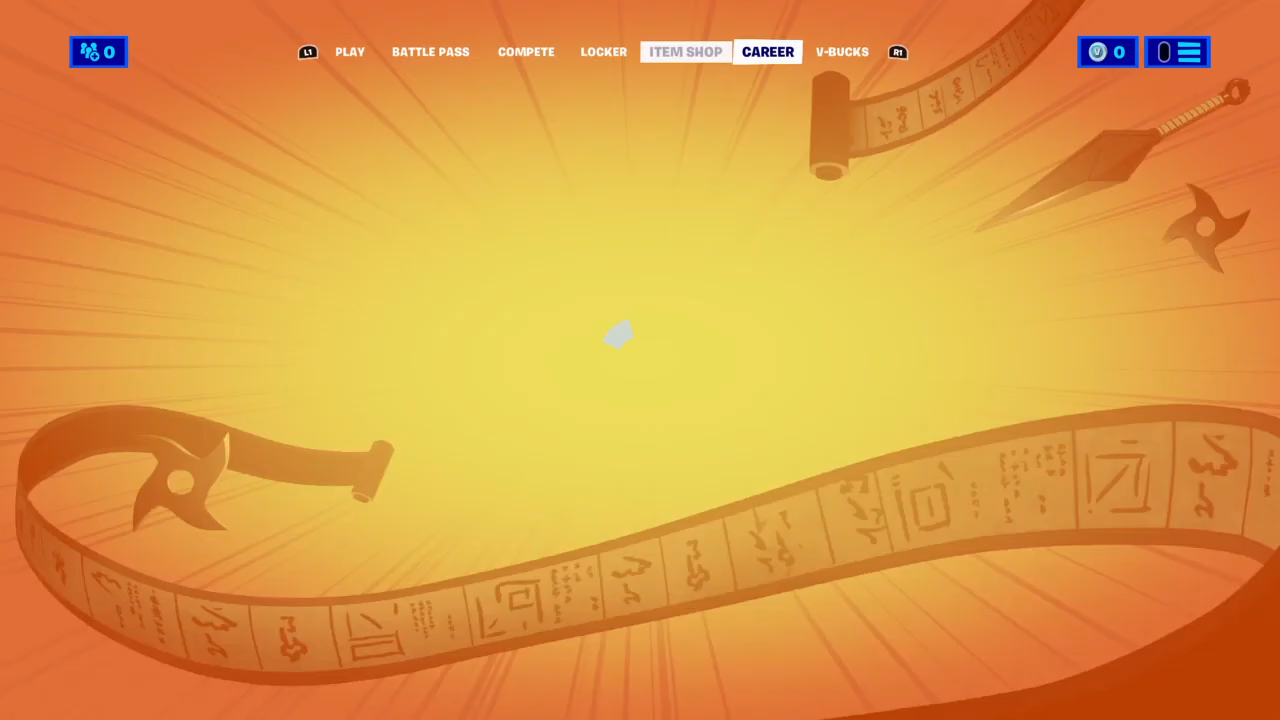 0
L1 PLAY BATTLE PASS COMPETE LOCKER ITEM SHOP CAREER V-BUCKS R1
V 0